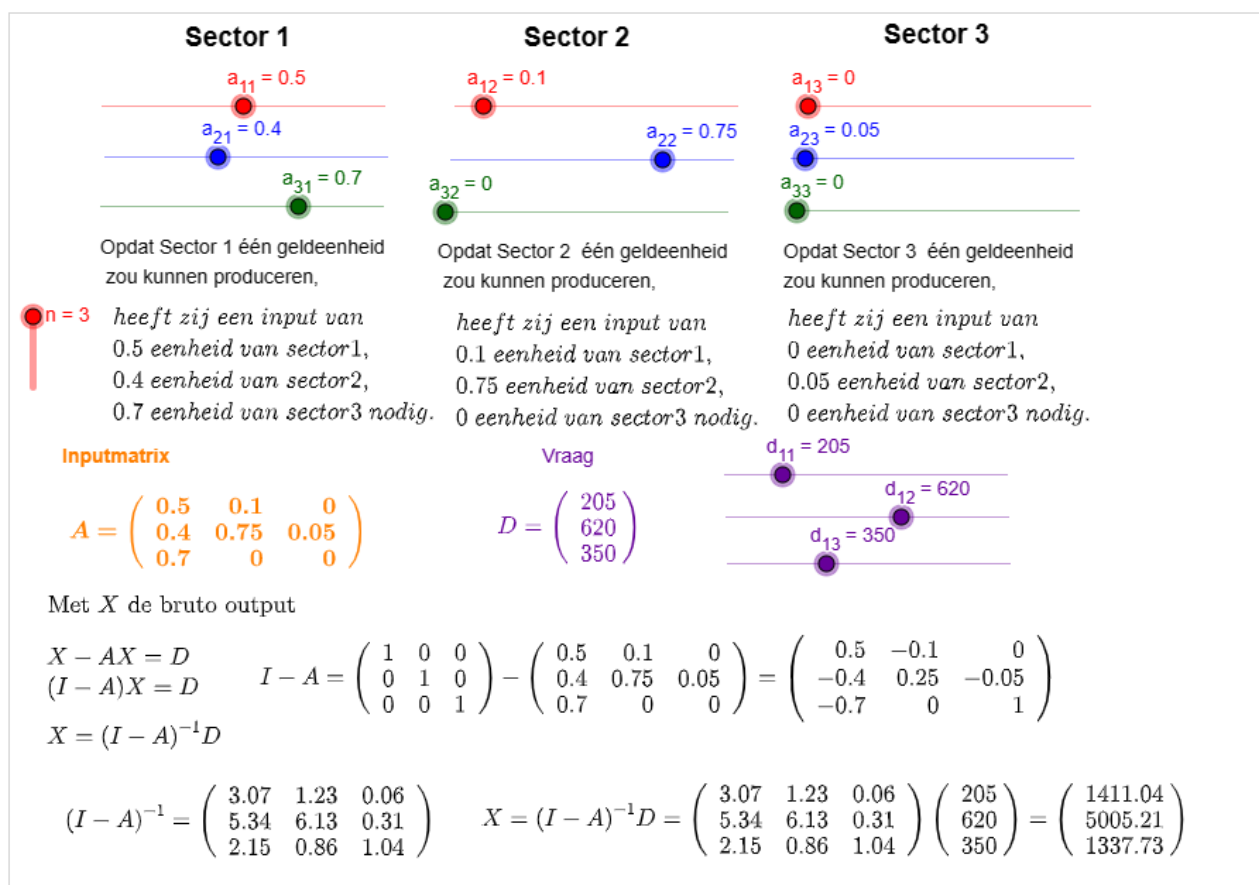 Sector 1 Sector 2 Sector 3
a11 = 0.5 a12 = 0.1 a13 = 0
a21 = 0.4 a22 = 0.75 a23 = 0.05
a31 = 0.7 a32 = 0 a33 = 0
Opdat Sector 1 één geldeenheid
zou kunnen produceren,
heeft zij een input van
0.5 eenheid van sector1,
0.4 eenheid van sector2,
0.7 eenheid van sector3 nodig.
Opdat Sector 2 één geldeenheid
zou kunnen produceren,
heeft zij een input van
0.1 eenheid van sector1,
0.75 eenheid van sector2,
0 eenheid van sector3 nodig.
Opdat Sector 3 één geldeenheid
zou kunnen produceren,
heeft zij een input van
0 eenheid van sector1,
0.05 eenheid van sector2,
0 eenheid van sector3 nodig.
n = 3
Inputmatrix
A = ( 0.5 0.1 0
0.4 0.75 0.05
0.7 0 0 )
Vraag
D = ( 205
620
350 )
d11 = 205
d12 = 620
d13 = 350
Met X de bruto output
X − AX = D
(I − A)X = D
X = (I − A)⁻¹D
I − A = ( 1 0 0
0 1 0
0 0 1 ) − ( 0.5 0.1 0
0.4 0.75 0.05
0.7 0 0 ) = ( 0.5 −0.1 0
−0.4 0.25 −0.05
−0.7 0 1 )
(I − A)⁻¹ = ( 3.07 1.23 0.06
5.34 6.13 0.31
2.15 0.86 1.04 )
X = (I − A)⁻¹D = ( 3.07 1.23 0.06
5.34 6.13 0.31
2.15 0.86 1.04 ) ( 205
620
350 ) = ( 1411.04
5005.21
1337.73 )